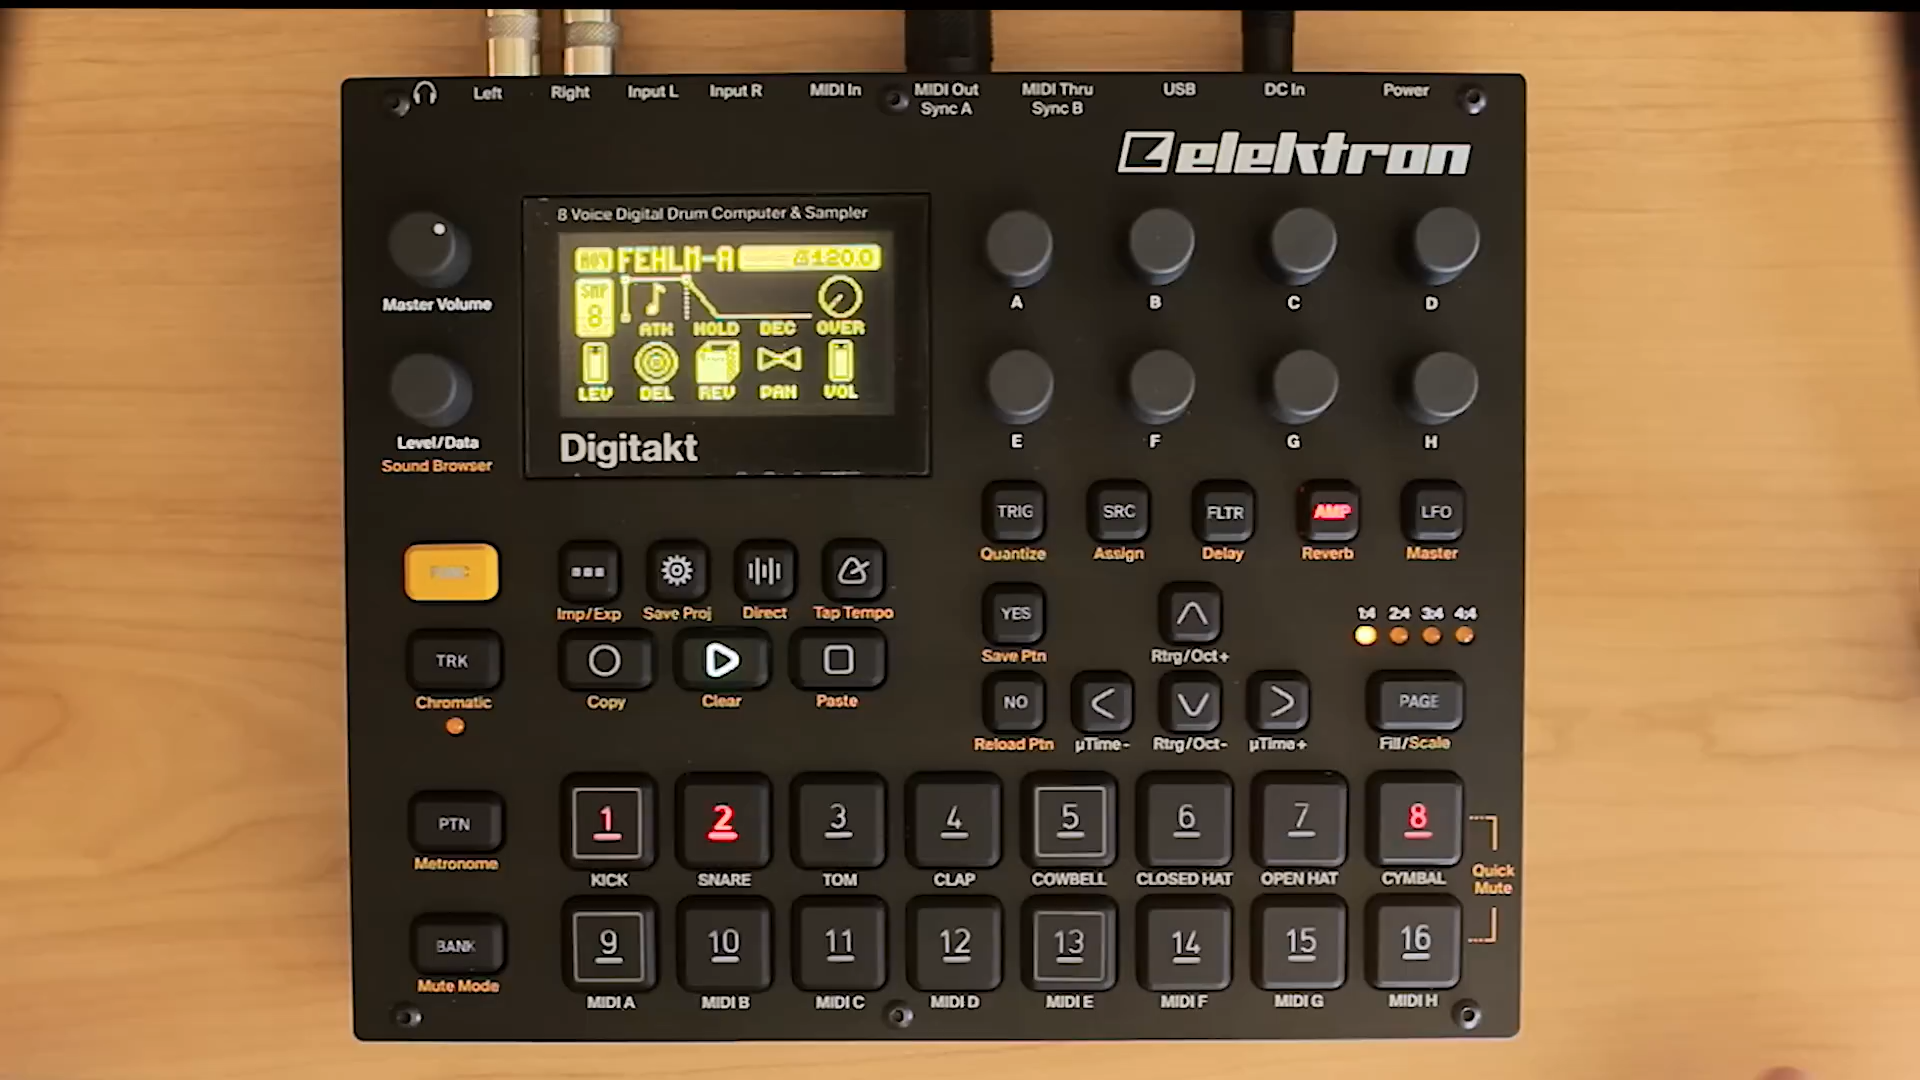 Left Right Input L Input R MIDI In MIDI Out MIDI Thru USB DC In Power
Sync A Sync B
elektron
8 Voice Digital Drum Computer & Sampler
FEHLM-A 120.0
8
ATK HOLD DEC OVER
LEV DEL REV PAN VOL
Digitakt
Master Volume
Level/Data
Sound Browser
A B C D
E F G H
TRIG SRC FLTR AMP LFO
Quantize Assign Delay Reverb Master
FUNC
Imp/Exp Save Proj Direct Tap Tempo
YES
1:4 2:4 3:4 4:4
Save Ptn Rtrg/Oct+
TRK
Copy Clear Paste
Chromatic
NO PAGE
Reload Ptn µTime- Rtrg/Oct- µTime+ Fill/Scale
PTN
Metronome
1 2 3 4 5 6 7 8
KICK SNARE TOM CLAP COWBELL CLOSED HAT OPEN HAT CYMBAL
Quick
Mute
BANK
Mute Mode
9 10 11 12 13 14 15 16
MIDI A MIDI B MIDI C MIDI D MIDI E MIDI F MIDI G MIDI H